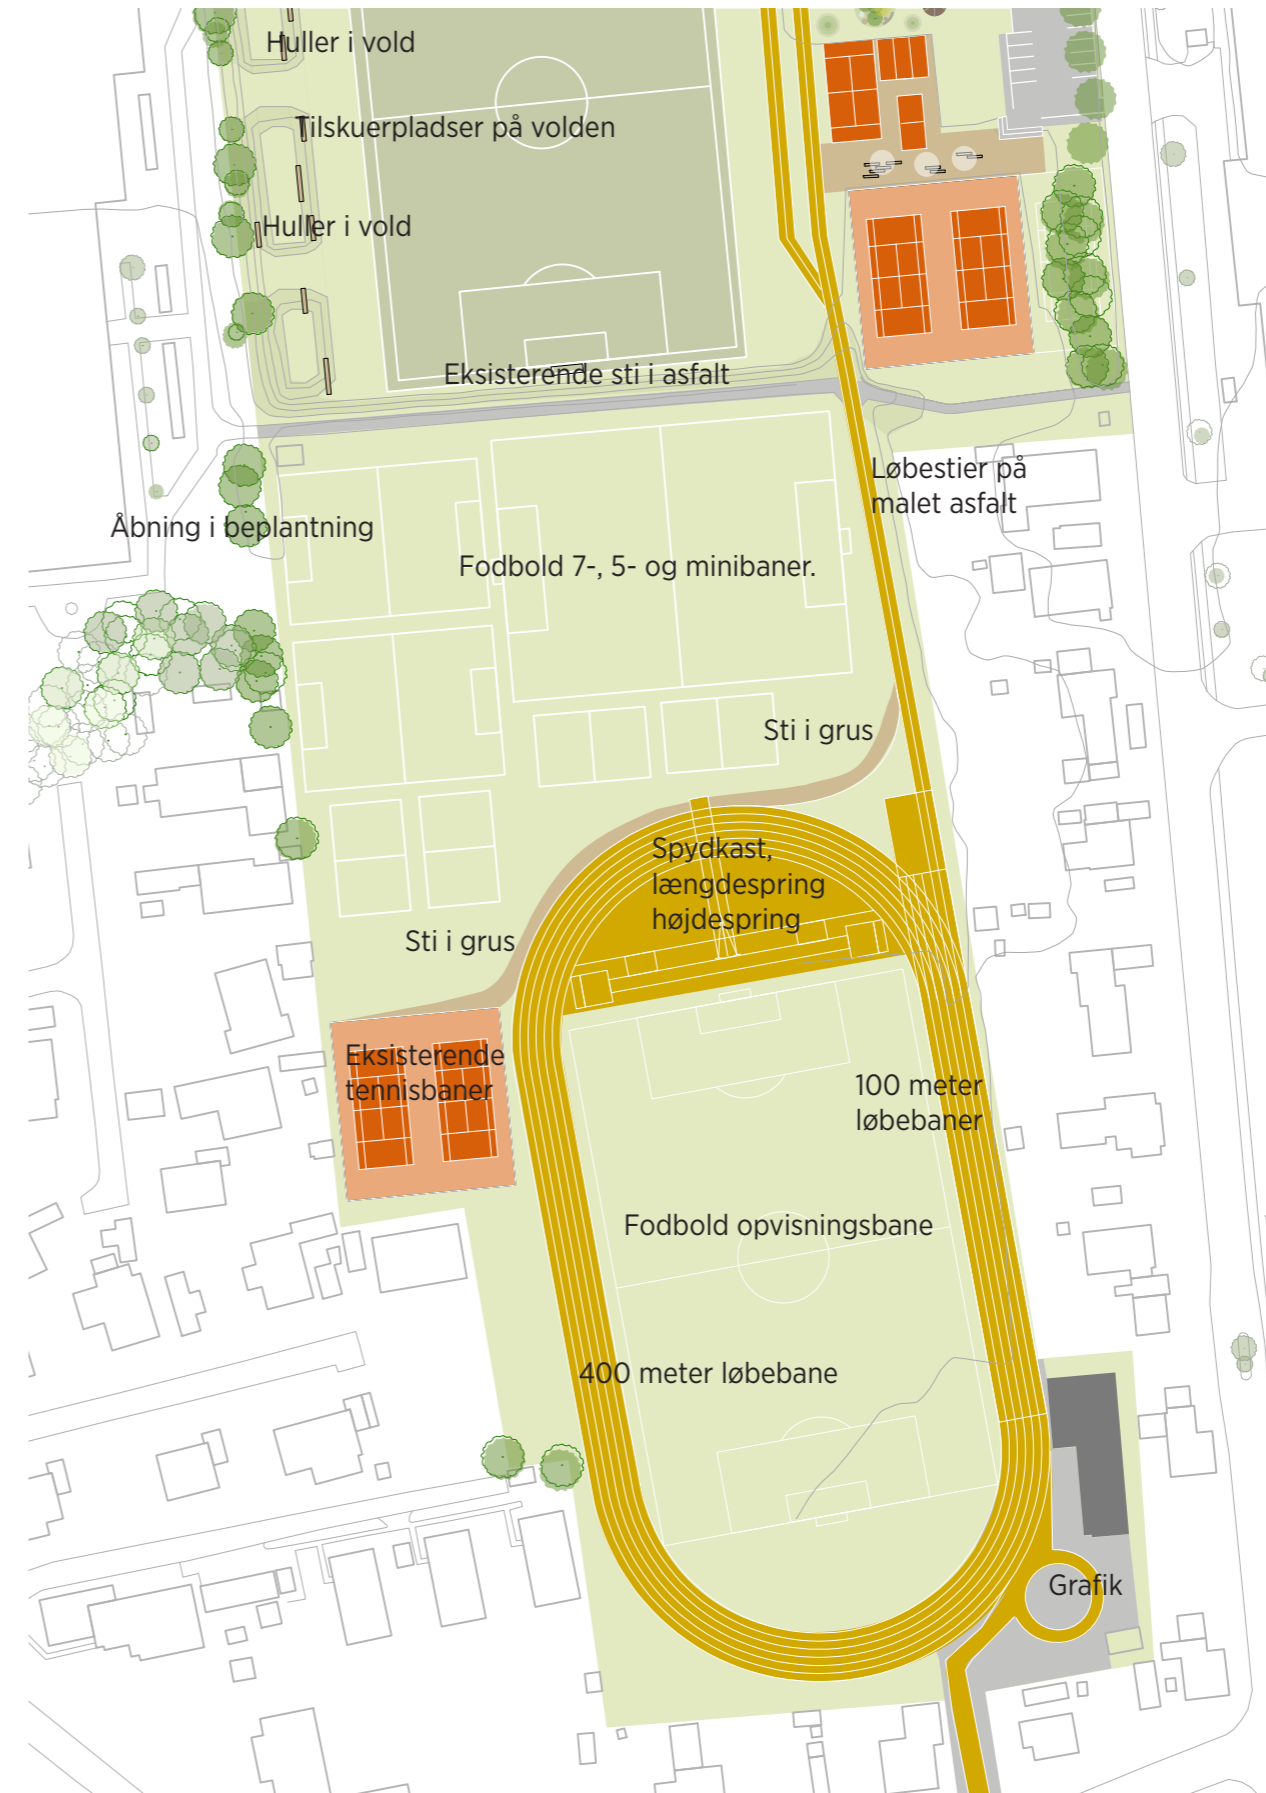 Huller i vold
Tilskuerpladser på volden
Huller i vold
Eksisterende sti i asfalt
Løbestier på
malet asfalt
Åbning i beplantning
Fodbold 7-, 5- og minibaner.
Sti i grus
Spydkast,
længdespring
højdespring
Sti i grus
Eksisterende
tennisbaner
100 meter
løbebaner
Fodbold opvisningsbane
400 meter løbebane
Grafik